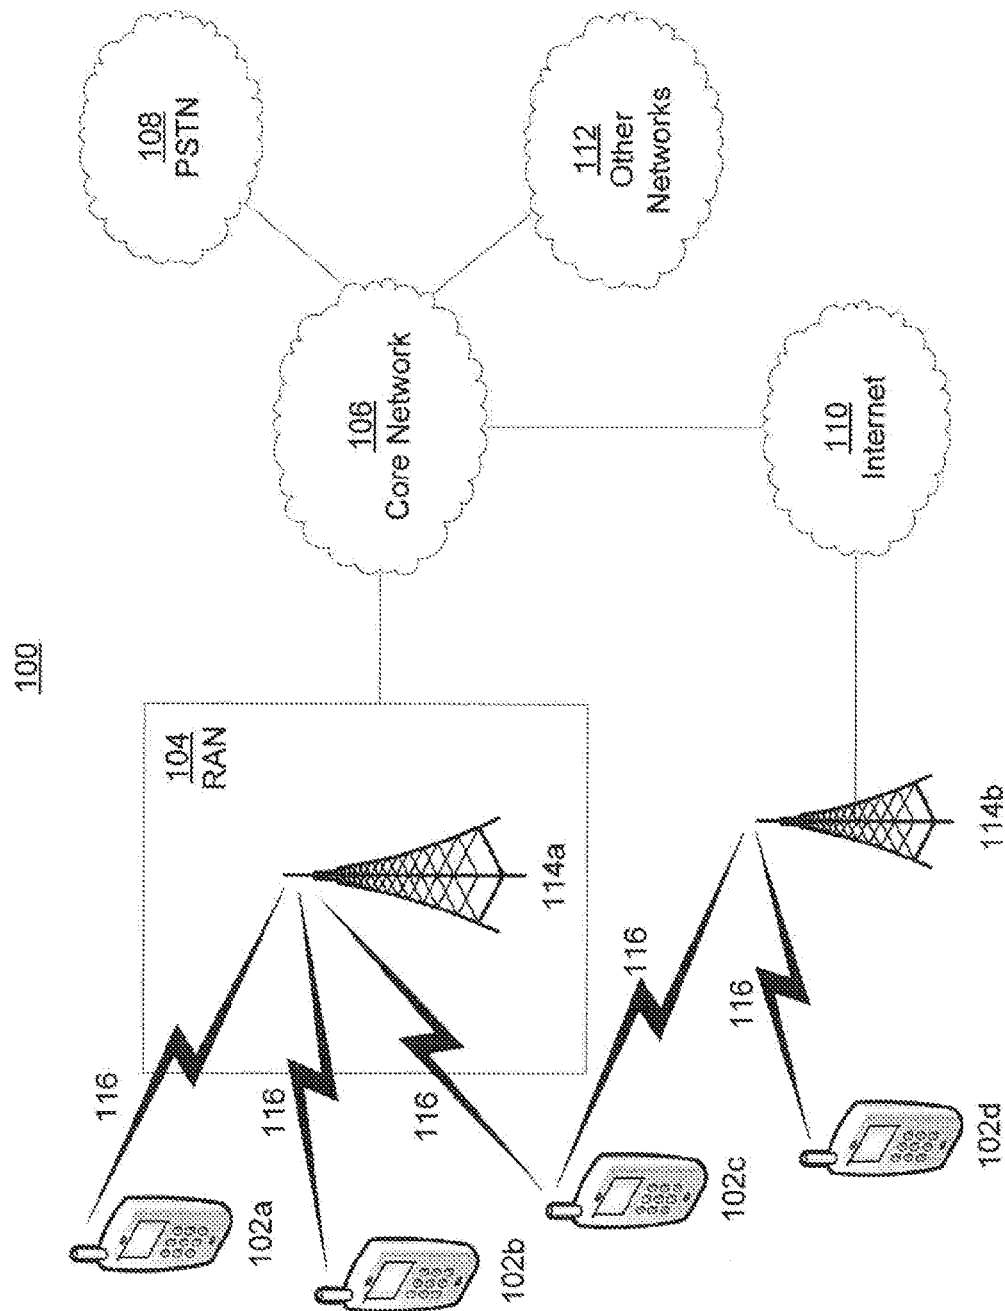 100
108
PSTN
106
Core Network
112
Other
Networks
110
Internet
104
RAN
114a
114b
116
116
116
116
116
102a
102b
102c
102d